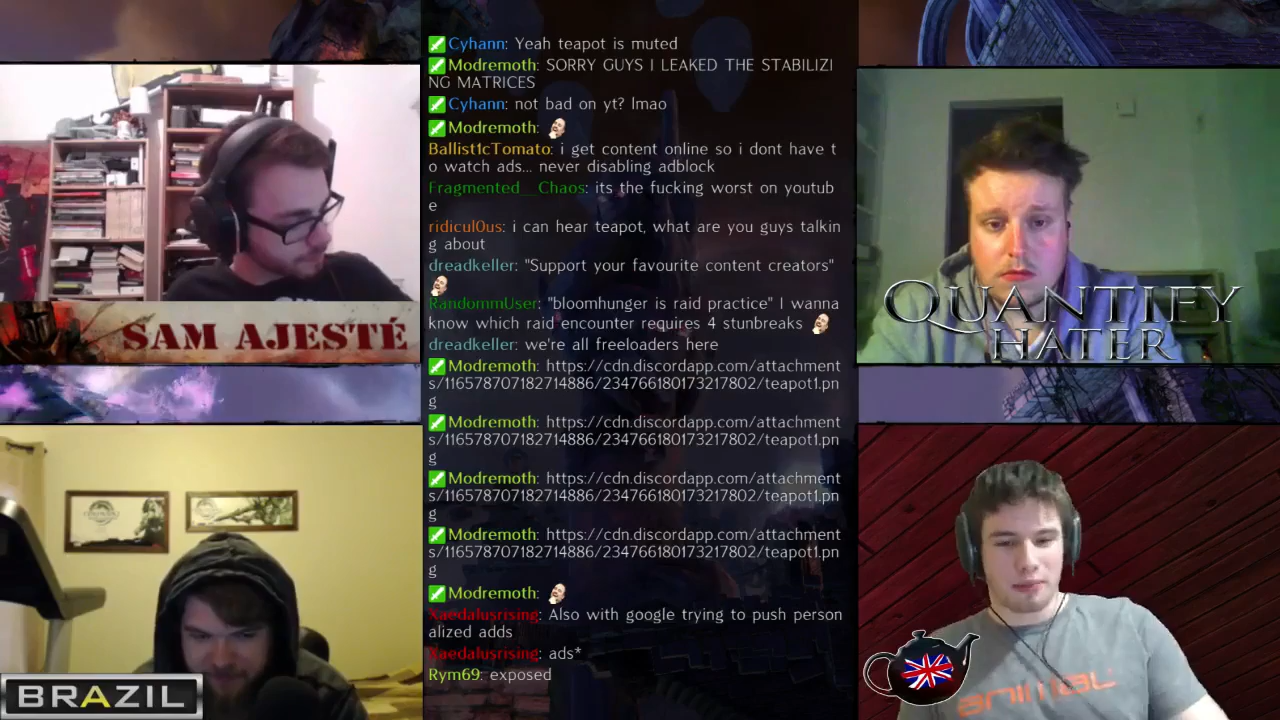 Cyhann: Yeah teapot is muted
Modremoth: SORRY GUYS I LEAKED THE STABILIZI
NG MATRICES
Cyhann: not bad on yt? lmao
Modremoth:
Ballist1cTomato: i get content online so i dont have t
o watch ads... never disabling adblock
Fragmented__Chaos: its the fucking worst on youtub
e
ridicul0us: i can hear teapot, what are you guys talkin
g about
dreadkeller: "Support your favourite content creators"
RandommUser: "bloomhunger is raid practice" I wanna
know which raid encounter requires 4 stunbreaks
dreadkeller: we're all freeloaders here
Modremoth: https://cdn.discordapp.com/attachment
s/116578707182714886/234766180173217802/teapot1.pn
g
Modremoth: https://cdn.discordapp.com/attachment
s/116578707182714886/234766180173217802/teapot1.pn
g
Modremoth: https://cdn.discordapp.com/attachment
s/116578707182714886/234766180173217802/teapot1.pn
g
Modremoth: https://cdn.discordapp.com/attachment
s/116578707182714886/234766180173217802/teapot1.pn
g
Modremoth:
Xaedalusrising: Also with google trying to push person
alized adds
Xaedalusrising: ads*
Rym69: exposed
SAM AJESTÉ
BRAZIL
QUANTIFY
HATER
ANIMAL